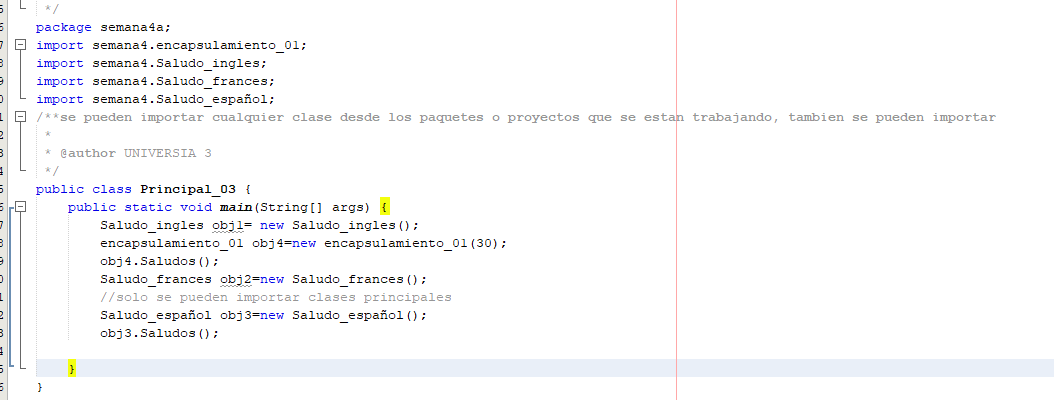 */
package semana4a;
import semana4.encapsulamiento_01;
import semana4.Saludo_ingles;
import semana4.Saludo_frances;
import semana4.Saludo_español;
/**se pueden importar cualquier clase desde los paquetes o proyectos que se estan trabajando, tambien se pueden importar
*
* @author UNIVERSIA 3
*/
public class Principal_03 {
public static void main(String[] args) {
Saludo_ingles obj1= new Saludo_ingles();
encapsulamiento_01 obj4=new encapsulamiento_01(30);
obj4.Saludos();
Saludo_frances obj2=new Saludo_frances();
//solo se pueden importar clases principales
Saludo_español obj3=new Saludo_español();
obj3.Saludos();
}
}